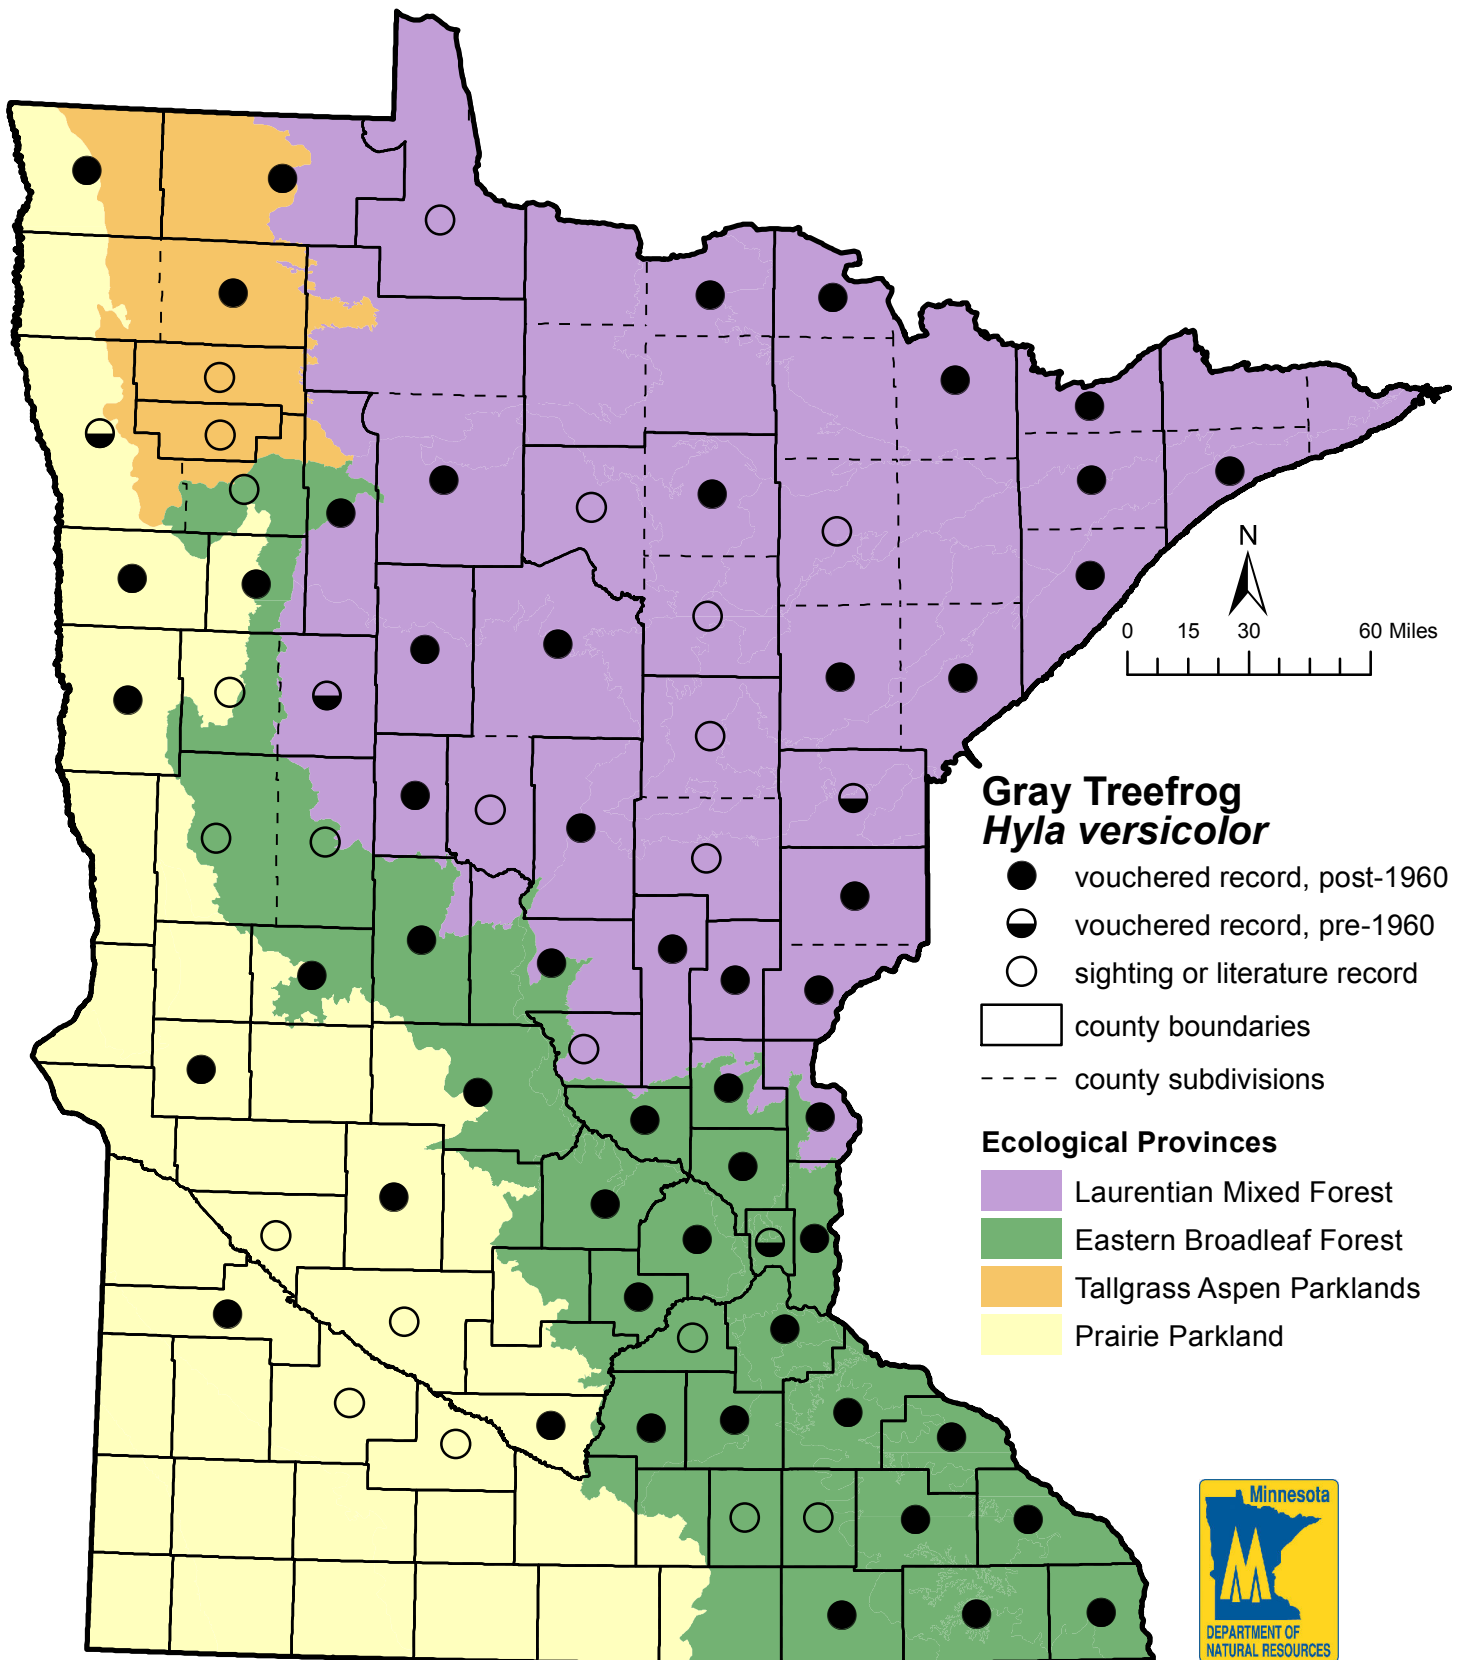 N
0 15 30 60 Miles
Gray Treefrog
Hyla versicolor
vouchered record, post-1960
vouchered record, pre-1960
sighting or literature record
county boundaries
county subdivisions
Ecological Provinces
Laurentian Mixed Forest
Eastern Broadleaf Forest
Tallgrass Aspen Parklands
Prairie Parkland
Minnesota
DEPARTMENT OF
NATURAL RESOURCES